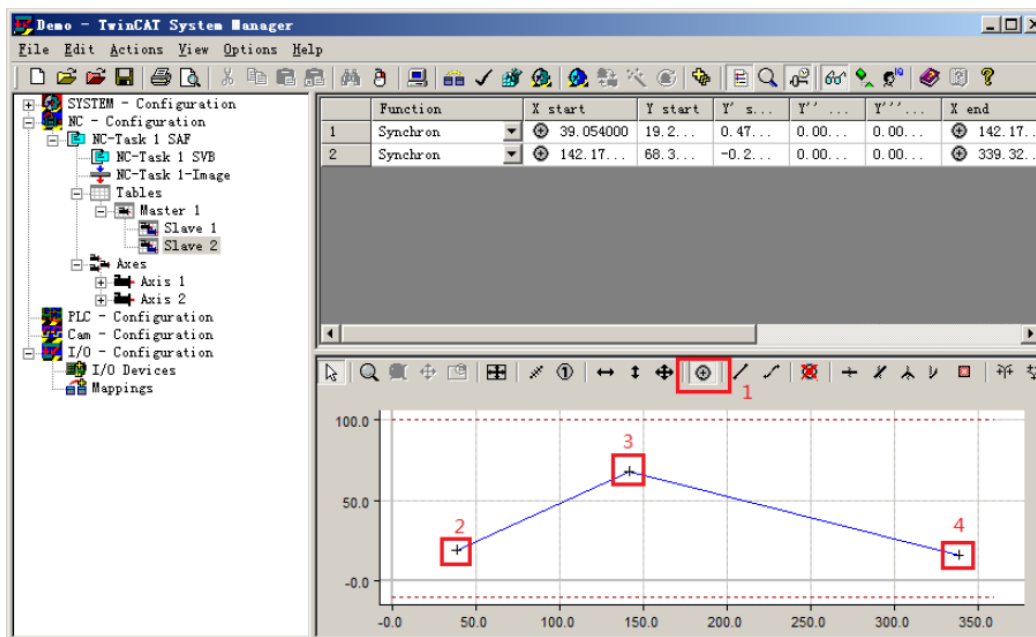 Demo - TwinCAT System Manager
File Edit Actions View Options Help
SYSTEM - Configuration
NC - Configuration
NC-Task 1 SAF
NC-Task 1 SVB
NC-Task 1-Image
Tables
Master 1
Slave 1
Slave 2
Axes
Axis 1
Axis 2
PLC - Configuration
Cam - Configuration
I/O - Configuration
I/O Devices
Mappings
Function X start Y start Y' s... Y'' ... Y''' ... X end
1 Synchron 39.054000 19.2... 0.47... 0.00... 0.00... 142.17...
2 Synchron 142.17... 68.3... -0.2... 0.00... 0.00... 339.32...
1
100.0
50.0
-0.0
3
2
4
-0.0 50.0 100.0 150.0 200.0 250.0 300.0 350.0